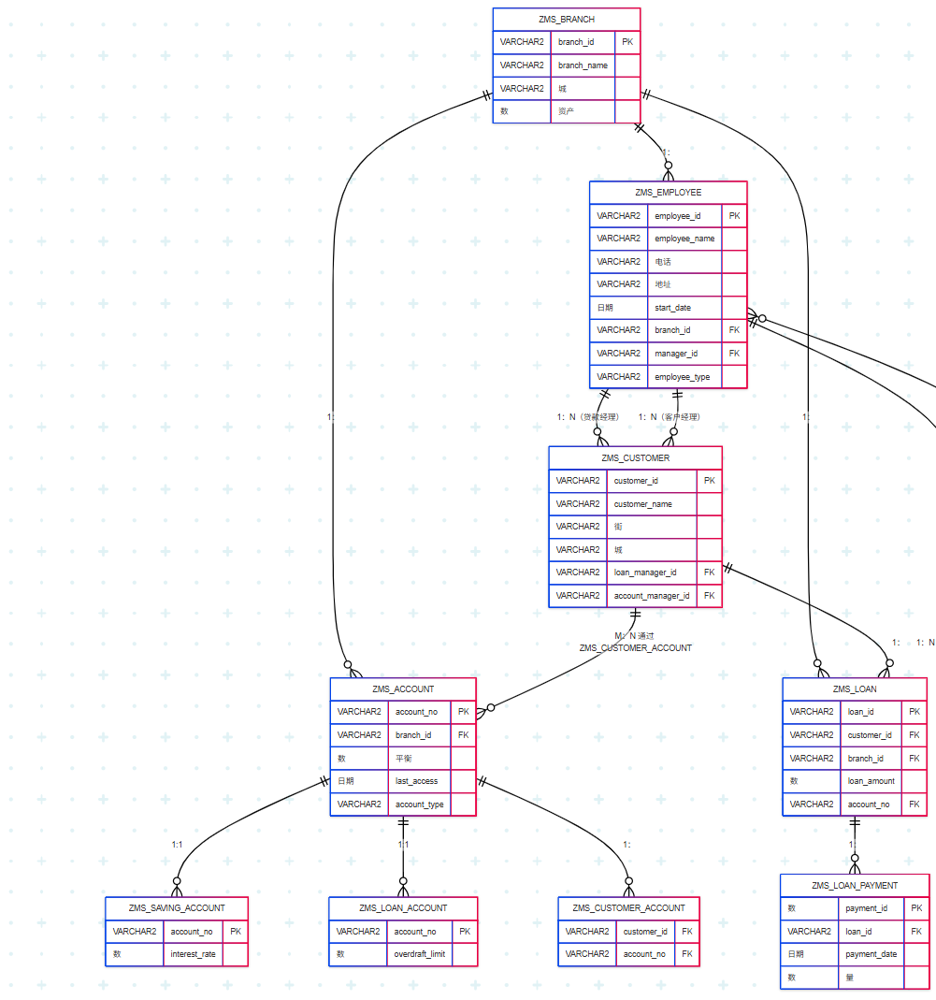 ZMS_BRANCH
VARCHAR2 branch_id PK
VARCHAR2 branch_name
VARCHAR2 城
数 资产
1:
ZMS_EMPLOYEE
VARCHAR2 employee_id PK
VARCHAR2 employee_name
VARCHAR2 电话
VARCHAR2 地址
日期 start_date
VARCHAR2 branch_id FK
VARCHAR2 manager_id FK
VARCHAR2 employee_type
1:
1：N（贷款经理）
1：N（客户经理）
1:
ZMS_CUSTOMER
VARCHAR2 customer_id PK
VARCHAR2 customer_name
VARCHAR2 街
VARCHAR2 城
VARCHAR2 loan_manager_id FK
VARCHAR2 account_manager_id FK
M：N 通过
ZMS_CUSTOMER_ACCOUNT
1:
1：N
ZMS_ACCOUNT
VARCHAR2 account_no PK
VARCHAR2 branch_id FK
数 平衡
日期 last_access
VARCHAR2 account_type
ZMS_LOAN
VARCHAR2 loan_id PK
VARCHAR2 customer_id FK
VARCHAR2 branch_id FK
数 loan_amount
VARCHAR2 account_no FK
1:1
1:1
1:
1:
ZMS_SAVING_ACCOUNT
VARCHAR2 account_no PK
数 interest_rate
ZMS_LOAN_ACCOUNT
VARCHAR2 account_no PK
数 overdraft_limit
ZMS_CUSTOMER_ACCOUNT
VARCHAR2 customer_id FK
VARCHAR2 account_no FK
ZMS_LOAN_PAYMENT
数 payment_id PK
VARCHAR2 loan_id FK
日期 payment_date
数 量